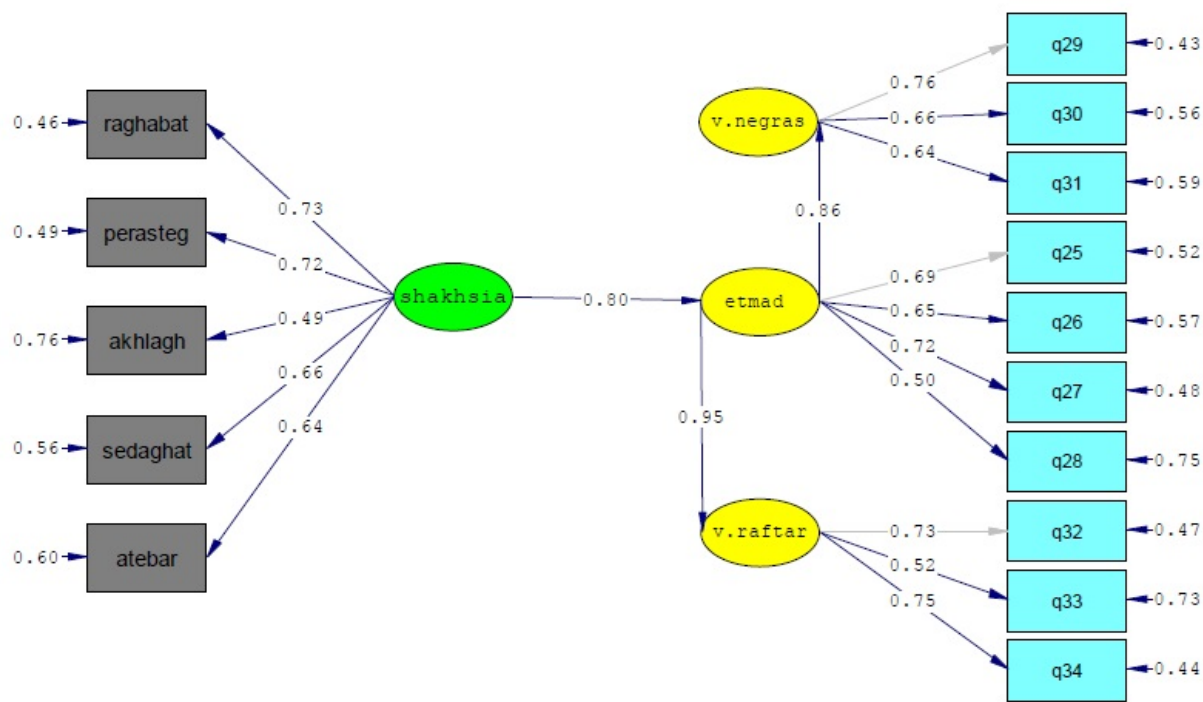 0.46
raghabat
0.49
perasteg
0.76
akhlagh
0.56
sedaghat
0.60
atebar
0.73
0.72
0.49
0.66
0.64
shakhsia
0.80
v.negras
0.86
etmad
0.95
v.raftar
0.76
0.66
0.64
0.69
0.65
0.72
0.50
0.73
0.52
0.75
q29
0.43
q30
0.56
q31
0.59
q25
0.52
q26
0.57
q27
0.48
q28
0.75
q32
0.47
q33
0.73
q34
0.44